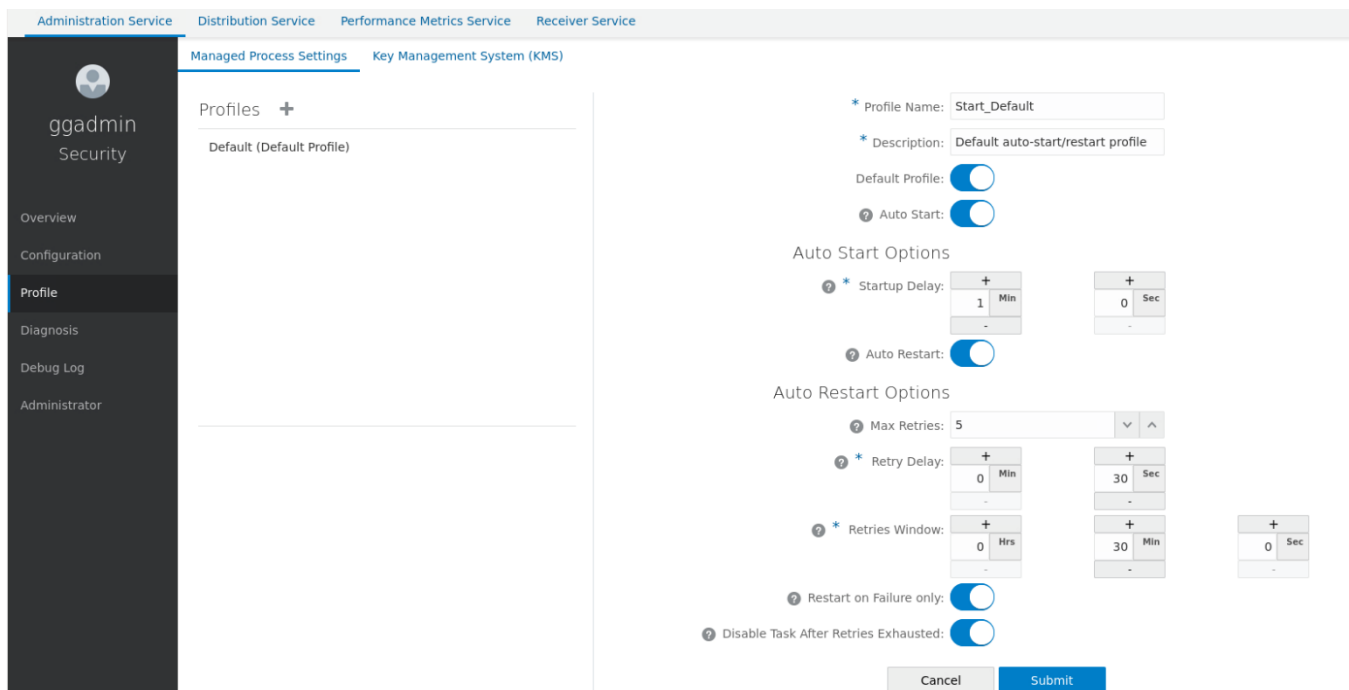 Administration Service Distribution Service Performance Metrics Service Receiver Service
Managed Process Settings Key Management System (KMS)
ggadmin
Security
Overview
Configuration
Profile
Diagnosis
Debug Log
Administrator
Profiles +
Default (Default Profile)
* Profile Name: Start_Default
* Description: Default auto-start/restart profile
Default Profile:
? Auto Start:
Auto Start Options
+ +
? * Startup Delay: 1 Min 0 Sec
- -
? Auto Restart:
Auto Restart Options
? Max Retries: 5
+ +
? * Retry Delay: 0 Min 30 Sec
- -
+ + +
? * Retries Window: 0 Hrs 30 Min 0 Sec
- - -
? Restart on Failure only:
? Disable Task After Retries Exhausted:
Cancel Submit